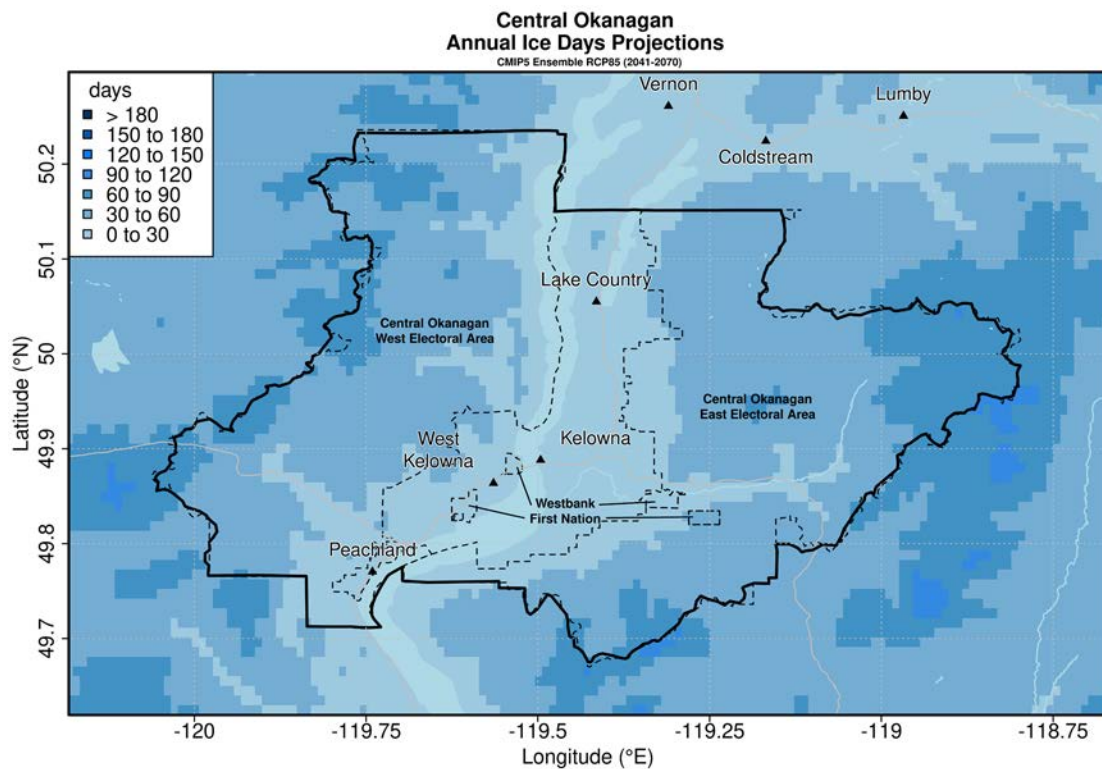 Central Okanagan
Annual Ice Days Projections
CMIP5 Ensemble RCP85 (2041-2070)
days
> 180
150 to 180
120 to 150
90 to 120
60 to 90
30 to 60
0 to 30
Vernon
Lumby
Coldstream
Lake Country
Central Okanagan
West Electoral Area
Central Okanagan
East Electoral Area
West
Kelowna
Kelowna
Westbank
First Nation
Peachland
50.2
50.1
50
49.9
49.8
49.7
Latitude (°N)
-120
-119.75
-119.5
-119.25
-119
-118.75
Longitude (°E)